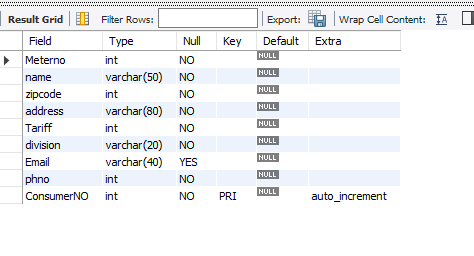 Result Grid Filter Rows: Export: Wrap Cell Content: IA
Field Type Null Key Default Extra
Meterno int NO NULL
name varchar(50) NO NULL
zipcode int NO NULL
address varchar(80) NO NULL
Tariff int NO NULL
division varchar(20) NO NULL
Email varchar(40) YES NULL
phno int NO NULL
ConsumerNO int NO PRI NULL auto_increment